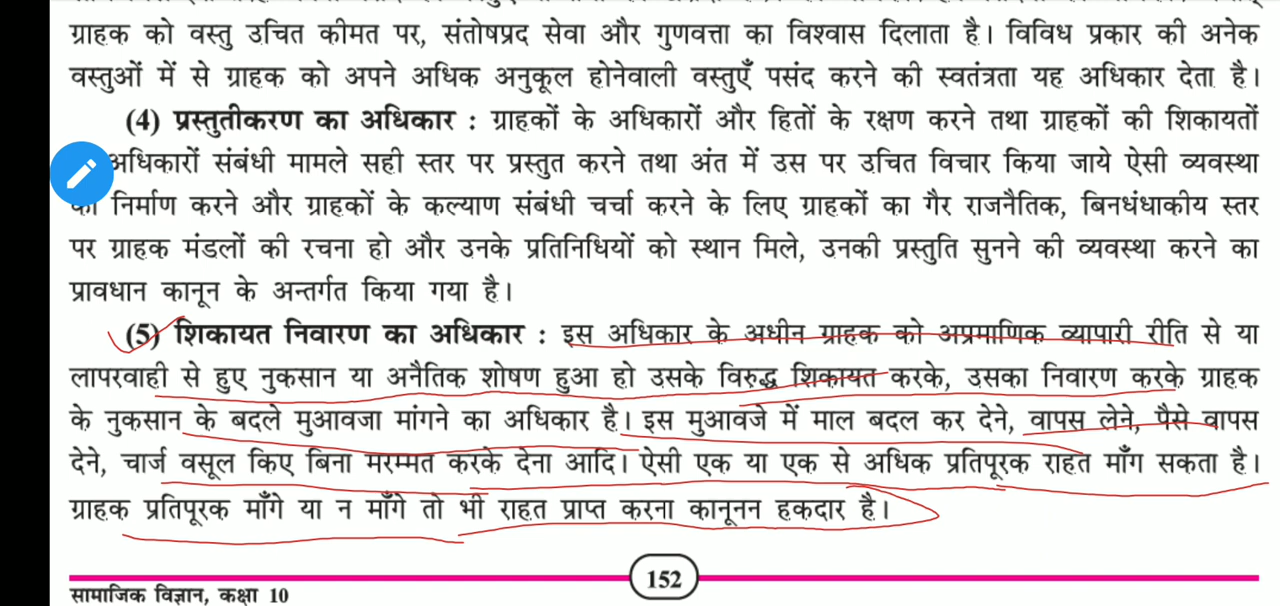 ग्राहक को वस्तु उचित कीमत पर, संतोषप्रद सेवा और गुणवत्ता का विश्वास दिलाता है। विविध प्रकार की अनेक
वस्तुओं में से ग्राहक को अपने अधिक अनुकूल होनेवाली वस्तुएँ पसंद करने की स्वतंत्रता यह अधिकार देता है।
(4) प्रस्तुतीकरण का अधिकार : ग्राहकों के अधिकारों और हितों के रक्षण करने तथा ग्राहकों की शिकायतों
अधिकारों संबंधी मामले सही स्तर पर प्रस्तुत करने तथा अंत में उस पर उचित विचार किया जाये ऐसी व्यवस्था
का निर्माण करने और ग्राहकों के कल्याण संबंधी चर्चा करने के लिए ग्राहकों का गैर राजनैतिक, बिनधंधाकीय स्तर
पर ग्राहक मंडलों की रचना हो और उनके प्रतिनिधियों को स्थान मिले, उनकी प्रस्तुति सुनने की व्यवस्था करने का
प्रावधान कानून के अन्तर्गत किया गया है।
(5) शिकायत निवारण का अधिकार : इस अधिकार के अधीन ग्राहक को अप्रमाणिक व्यापारी रीति से या
लापरवाही से हुए नुकसान या अनैतिक शोषण हुआ हो उसके विरुद्ध शिकायत करके, उसका निवारण करके ग्राहक
के नुकसान के बदले मुआवजा मांगने का अधिकार है। इस मुआवजे में माल बदल कर देने, वापस लेने, पैसे वापस
देने, चार्ज वसूल किए बिना मरम्मत करके देना आदि। ऐसी एक या एक से अधिक प्रतिपूरक राहत माँग सकता है।
ग्राहक प्रतिपूरक माँगे या न माँगे तो भी राहत प्राप्त करना कानूनन हकदार है।
152
सामाजिक विज्ञान, कक्षा 10